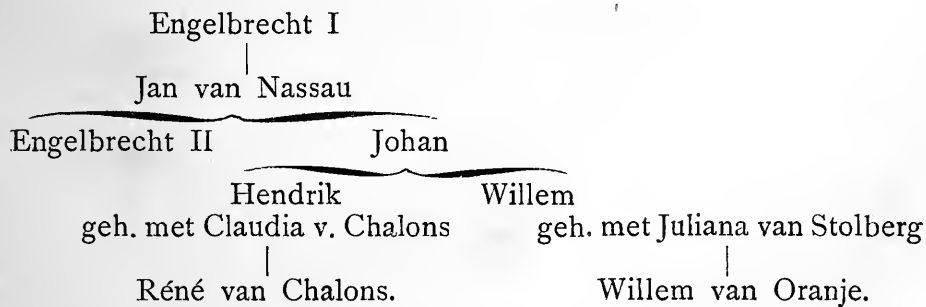 Engelbrecht I
Jan van Nassau
Engelbrecht II Johan
Hendrik Willem
geh. met Claudia v. Chalons geh. met Juliana van Stolberg
Réné van Chalons. Willem van Oranje.